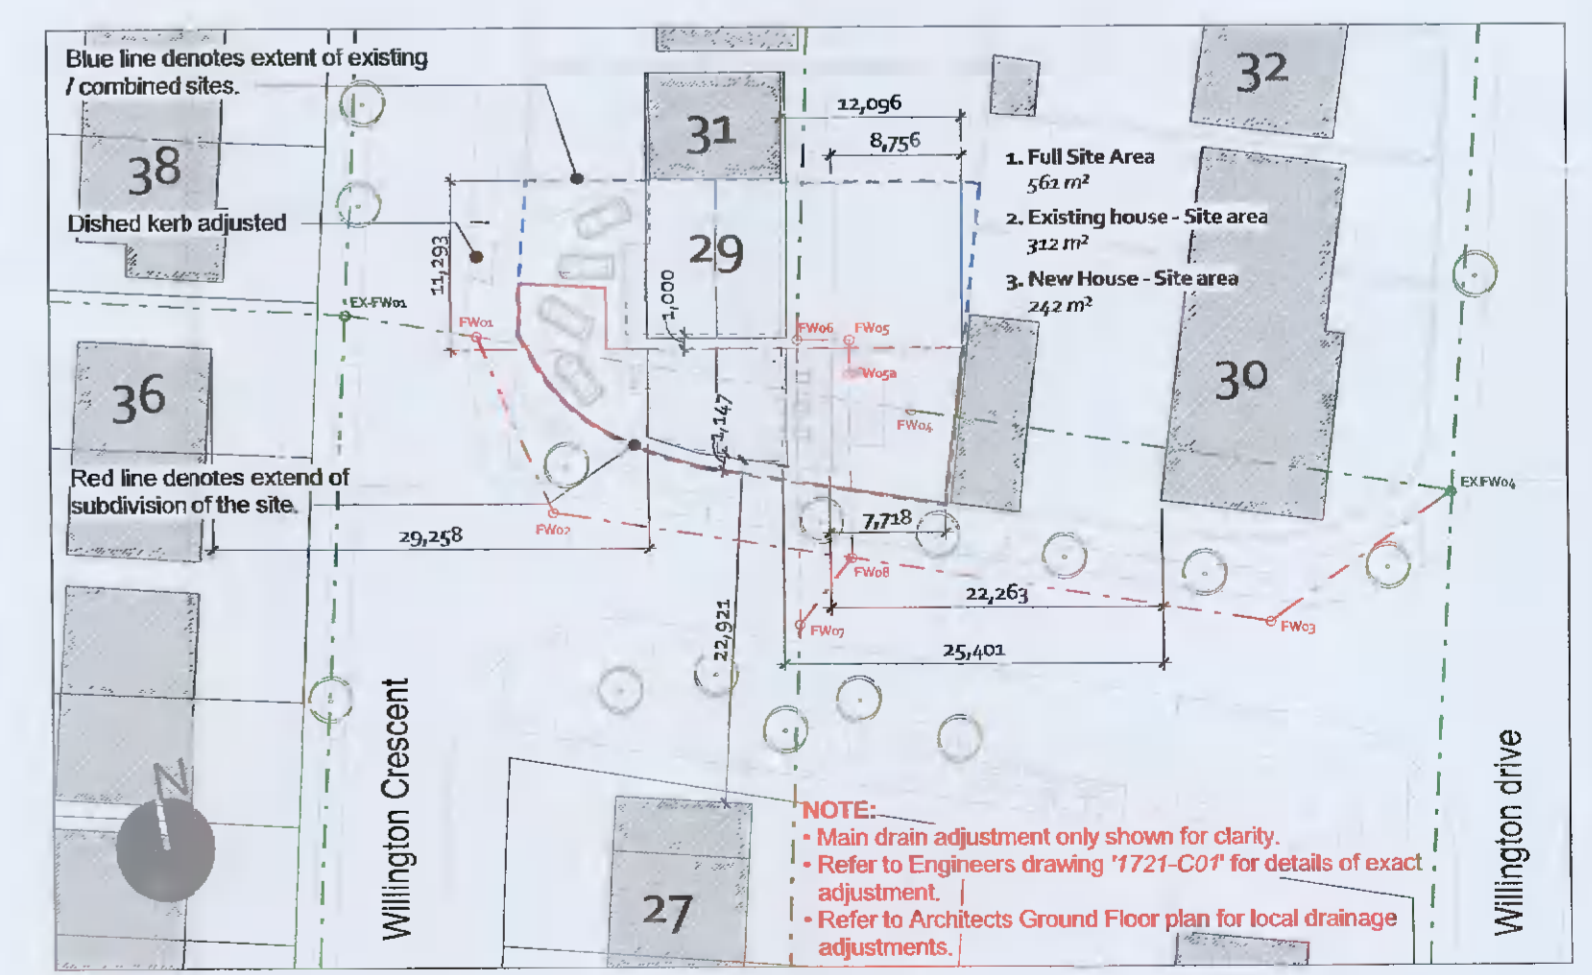 Blue line denotes extent of existing
/ combined sites.
38
Dished kerb adjusted
EX-FW01
36
Red line denotes extend of
subdivision of the site.
29,258
31
29
12,096
8,756
11,293
1,000
1,147
FW01
FW02
FW06
FW05
W05a
FW04
1. Full Site Area
561 m²
2. Existing house - Site area
312 m²
3. New House - Site area
242 m²
32
30
EXFW04
7,718
FW08
22,263
FW07
FW03
25,401
22,921
Willington Crescent
Willington drive
N
27
NOTE:
• Main drain adjustment only shown for clarity.
• Refer to Engineers drawing '1721-C01' for details of exact
adjustment.
• Refer to Architects Ground Floor plan for local drainage
adjustments.